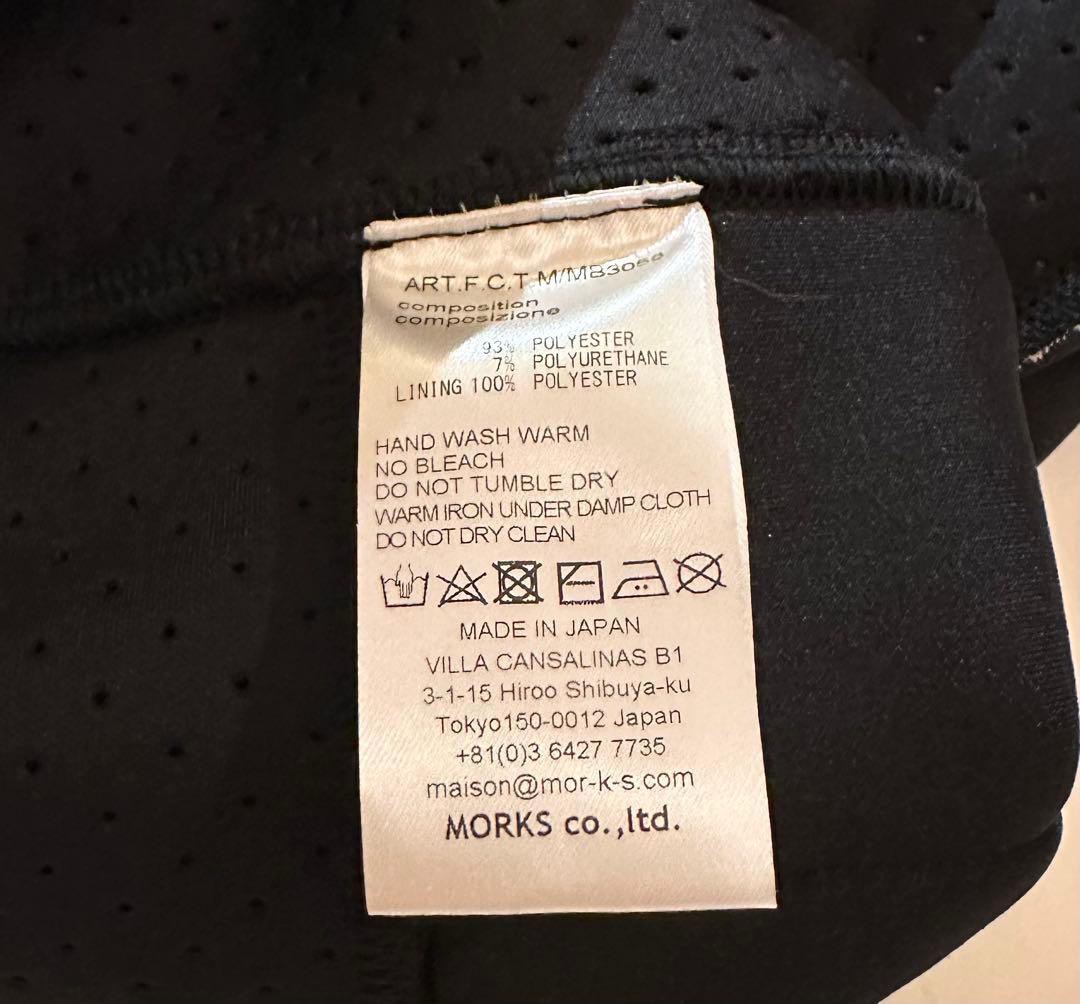 ART.F.C.T.M/MB3050
composition
composizione
93% POLYESTER
7% POLYURETHANE
LINING 100% POLYESTER
HAND WASH WARM
NO BLEACH
DO NOT TUMBLE DRY
WARM IRON UNDER DAMP CLOTH
DO NOT DRY CLEAN
MADE IN JAPAN
VILLA CANSALINAS B1
3-1-15 Hiroo Shibuya-ku
Tokyo150-0012 Japan
+81(0)3 6427 7735
maison@mor-k-s.com
MORKS co.,ltd.